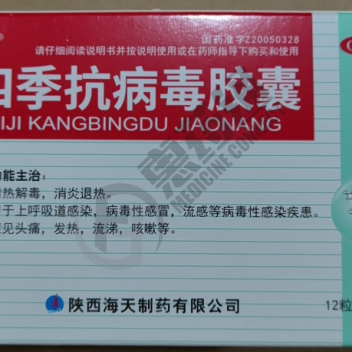 国药准字Z20050328
请仔细阅读说明书并按说明使用或在药师指导下购买和使用
四季抗病毒胶囊
IJI KANGBINGDU JIAONANG
功能主治：
清热解毒，消炎退热。
用于上呼吸道感染，病毒性感冒，流感等病毒性感染疾患。
症见头痛，发热，流涕，咳嗽等。
陕西海天制药有限公司
12粒